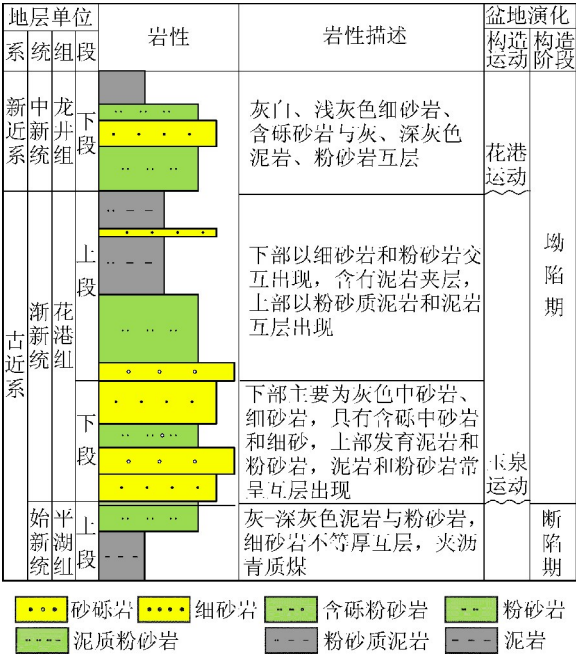 地层单位
岩性
岩性描述
盆地演化
系
统
组
段
构造
运动
构造
阶段
新近系
中新统
龙井组
下段
灰白、浅灰色细砂岩、
含砾砂岩与灰、深灰色
泥岩、粉砂岩互层
花港
运动
坳陷期
古近系
渐新统
花港组
上段
下部以细砂岩和粉砂岩交
互出现，含有泥岩夹层，
上部以粉砂质泥岩和泥岩
互层出现
下段
下部主要为灰色中砂岩、
细砂岩，具有含砾中砂岩
和细砂，上部发育泥岩和
粉砂岩，泥岩和粉砂岩常
呈互层出现
玉泉
运动
始新统
平湖组
上段
灰-深灰色泥岩与粉砂岩，
细砂岩不等厚互层，夹沥
青质煤
断陷期
砂砾岩
细砂岩
含砾粉砂岩
粉砂岩
泥质粉砂岩
粉砂质泥岩
泥岩